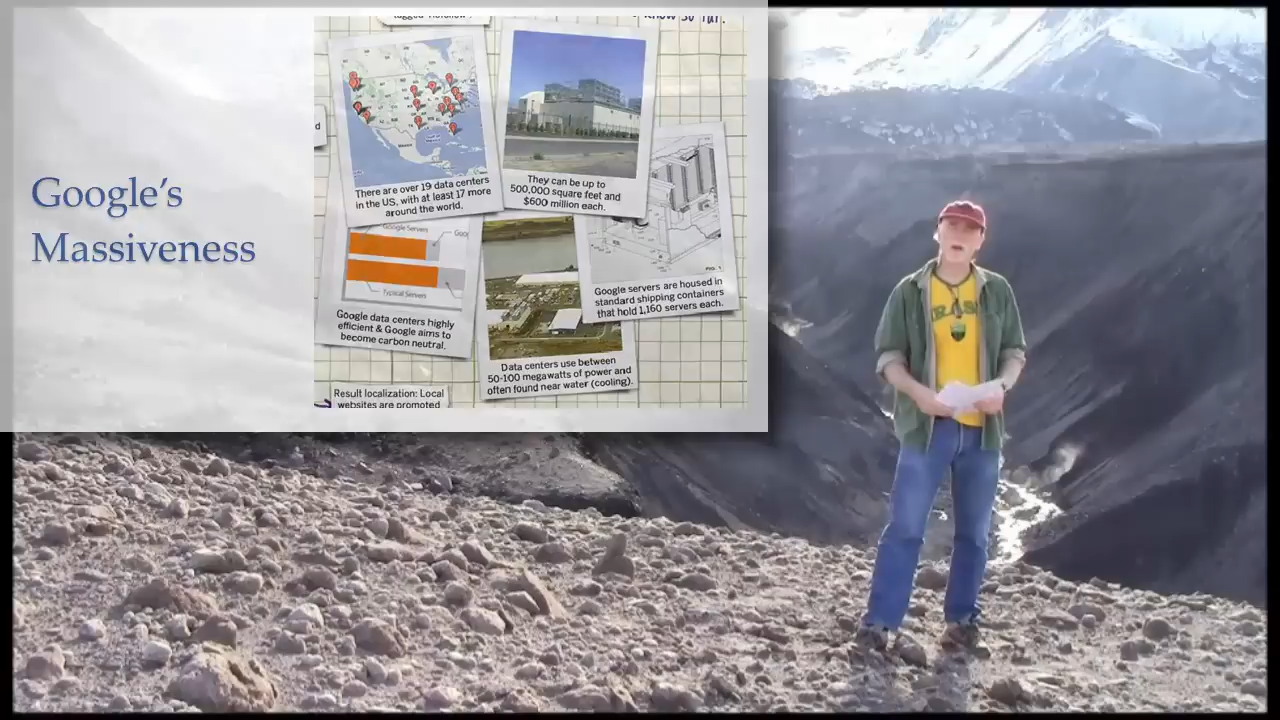 Google's
Massiveness
There are over 19 data centers
in the US, with at least 17 more
around the world.
They can be up to
500,000 square feet and
$600 million each.
Google Servers
Typical Servers
Google data centers highly
efficient & Google aims to
become carbon neutral.
Google servers are housed in
standard shipping containers
that hold 1,160 servers each.
Data centers use between
50-100 megawatts of power and
often found near water (cooling).
Result localization: Local
websites are promoted